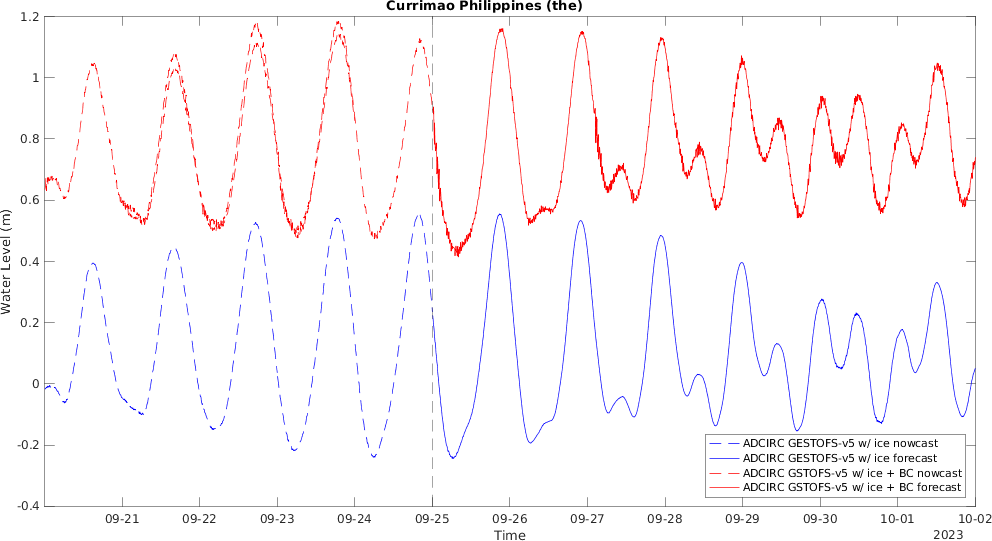 Currimao Philippines (the)
Water Level (m)
1.2
1
0.8
0.6
0.4
0.2
0
-0.2
-0.4
ADCIRC GESTOFS-v5 w/ ice nowcast
ADCIRC GESTOFS-v5 w/ ice forecast
ADCIRC GSTOFS-v5 w/ ice + BC nowcast
ADCIRC GSTOFS-v5 w/ ice + BC forecast
09-21 09-22 09-23 09-24 09-25 09-26 09-27 09-28 09-29 09-30 10-01 10-02
Time
2023